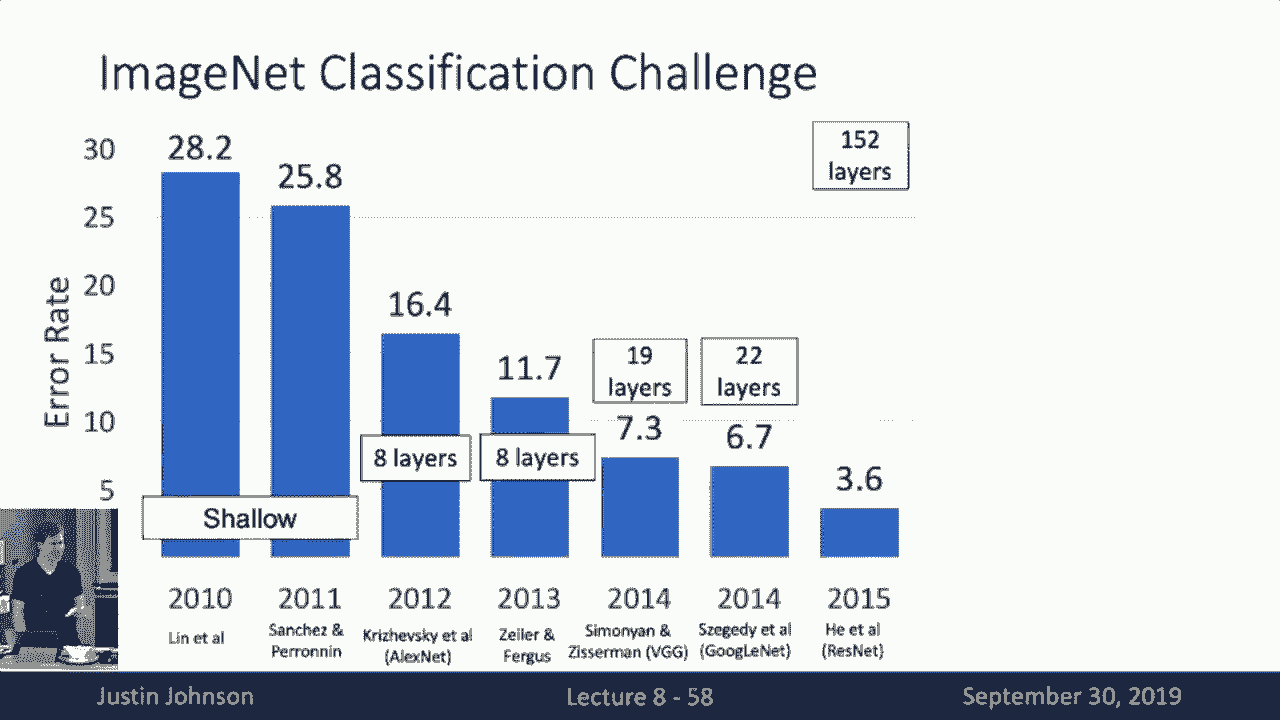 ImageNet Classification Challenge
30
25
20
15
10
5
Error Rate
28.2
25.8
16.4
11.7
7.3
6.7
3.6
Shallow
8 layers
8 layers
19
layers
22
layers
152
layers
2010
Lin et al
2011
Sanchez &
Perronnin
2012
Krizhevsky et al
(AlexNet)
2013
Zeiler &
Fergus
2014
Simonyan &
Zisserman (VGG)
2014
Szegedy et al
(GoogLeNet)
2015
He et al
(ResNet)
Justin Johnson
Lecture 8 - 58
September 30, 2019